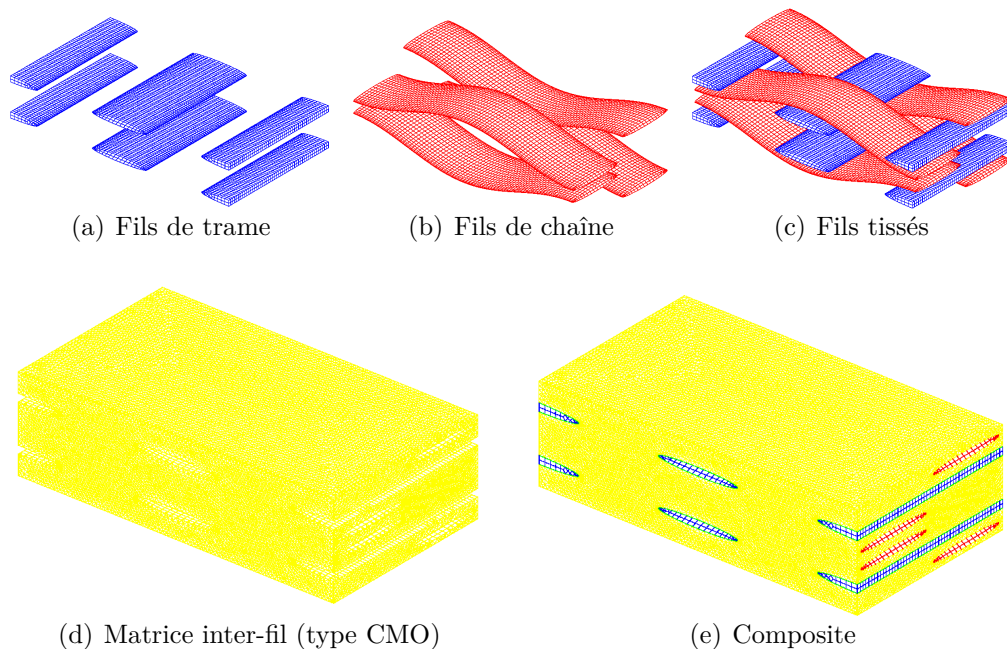 (a) Fils de trame
(b) Fils de chaîne
(c) Fils tissés
(d) Matrice inter-fil (type CMO)
(e) Composite